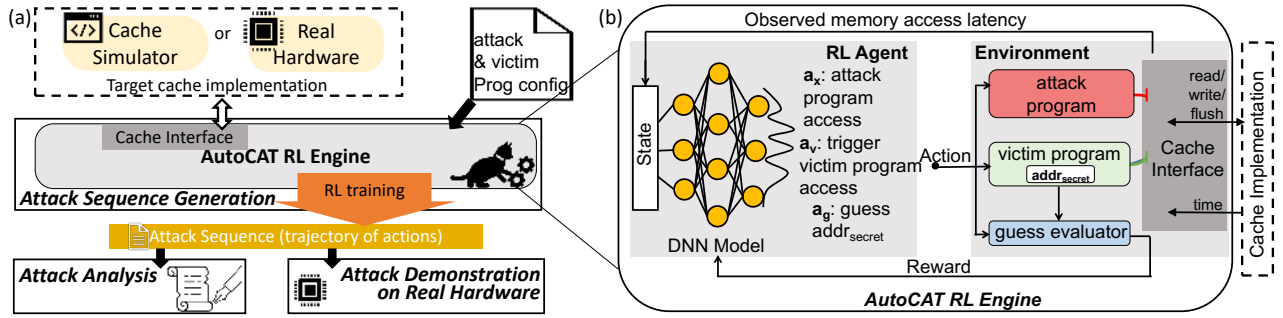 (a)
Cache
Simulator
or
Real
Hardware
Target cache implementation
attack
& victim
Prog config
Cache Interface
AutoCAT RL Engine
Attack Sequence Generation
RL training
Attack Sequence (trajectory of actions)
Attack Analysis
Attack Demonstration
on Real Hardware
(b)
Observed memory access latency
State
DNN Model
RL Agent
aₓ: attack
program
access
aᵥ: trigger
victim program
access
a_g: guess
addr_secret
Action
Environment
attack
program
victim program
addr_secret
guess evaluator
read/
write/
flush
Cache
Interface
time
Cache Implementation
Reward
AutoCAT RL Engine